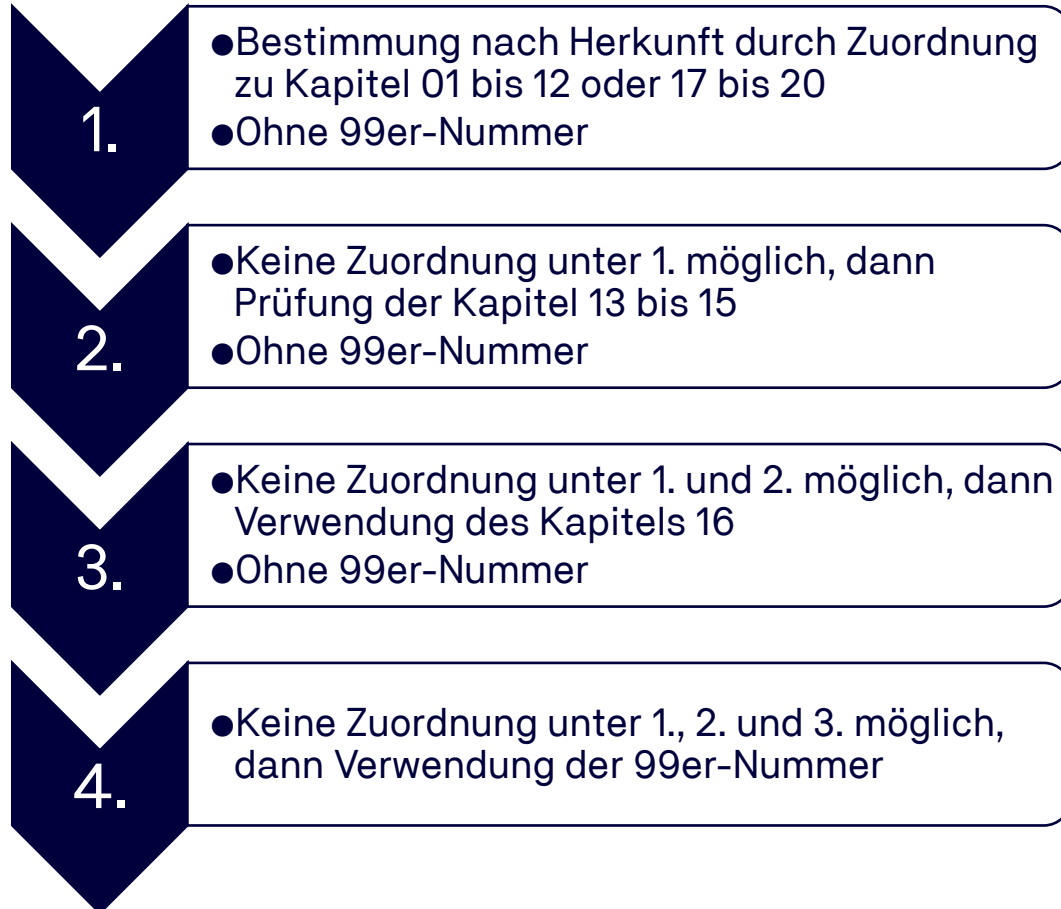 1.
●Bestimmung nach Herkunft durch Zuordnung
zu Kapitel 01 bis 12 oder 17 bis 20
●Ohne 99er-Nummer
2.
●Keine Zuordnung unter 1. möglich, dann
Prüfung der Kapitel 13 bis 15
●Ohne 99er-Nummer
3.
●Keine Zuordnung unter 1. und 2. möglich, dann
Verwendung des Kapitels 16
●Ohne 99er-Nummer
4.
●Keine Zuordnung unter 1., 2. und 3. möglich,
dann Verwendung der 99er-Nummer